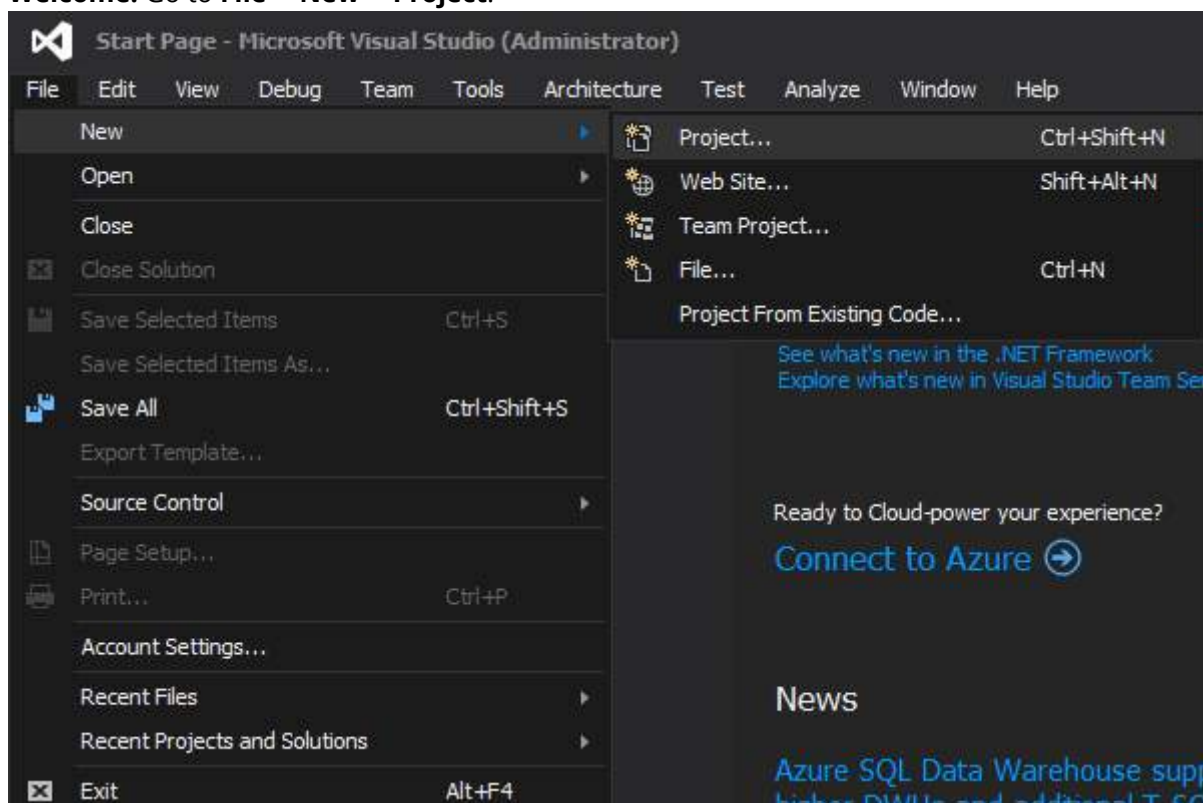 Welcome. Go to File – New – Project.
Start Page - Microsoft Visual Studio (Administrator)
File Edit View Debug Team Tools Architecture Test Analyze Window Help
New
Open
Close
Close Solution
Save Selected Items Ctrl+S
Save Selected Items As...
Save All Ctrl+Shift+S
Export Template...
Source Control
Page Setup...
Print... Ctrl+P
Account Settings...
Recent Files
Recent Projects and Solutions
Exit Alt+F4
Project... Ctrl+Shift+N
Web Site... Shift+Alt+N
Team Project...
File... Ctrl+N
Project From Existing Code...
See what's new in the .NET Framework
Explore what's new in Visual Studio Team
Ready to Cloud-power your experience?
Connect to Azure
News
Azure SQL Data Warehouse
higher DWUs and additional